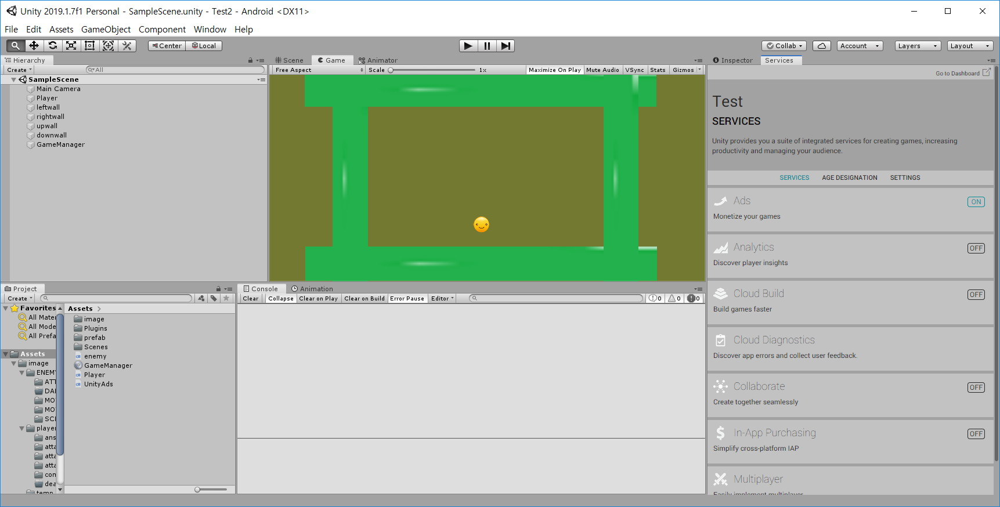 Unity 2019.1.7f1 Personal - SampleScene.unity - Test2 - Android <DX11>
File Edit Assets GameObject Component Window Help
Center Local Collab Account Layers Layout
Hierarchy
Create All
SampleScene
Main Camera
Player
leftwall
rightwall
upwall
downwall
GameManager
Scene Game Animator
Free Aspect Scale 1x Maximize On Play Mute Audio VSync Stats Gizmos
Inspector Services
Go to Dashboard
Test
SERVICES
Unity provides you a suite of integrated services for creating games, increasing
productivity and managing your audience.
SERVICES AGE DESIGNATION SETTINGS
Ads ON
Monetize your games
Analytics OFF
Discover player insights
Cloud Build OFF
Build games faster
Cloud Diagnostics
Discover app errors and collect user feedback.
Collaborate OFF
Create together seamlessly
In-App Purchasing OFF
Simplify cross-platform IAP
Multiplayer
Easily implement multiplayer
Project
Create
Favorites
All Mater
All Mode
All Prefa
Assets
image
ENEMY
ATT
DAI
MO
MO
SCI
player
ans
atta
atta
atta
con
dea
temp
Assets
image
Plugins
prefab
Scenes
enemy
GameManager
Player
UnityAds
Console Animation
Clear Collapse Clear on Play Clear on Build Error Pause Editor 0 0 0